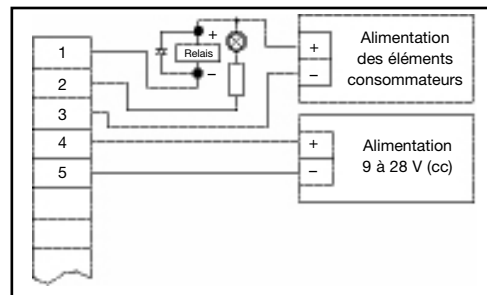 1
2
3
4
5
+
Relais
–
+
–
Alimentation
des éléments
consommateurs
+
–
Alimentation
9 à 28 V (cc)